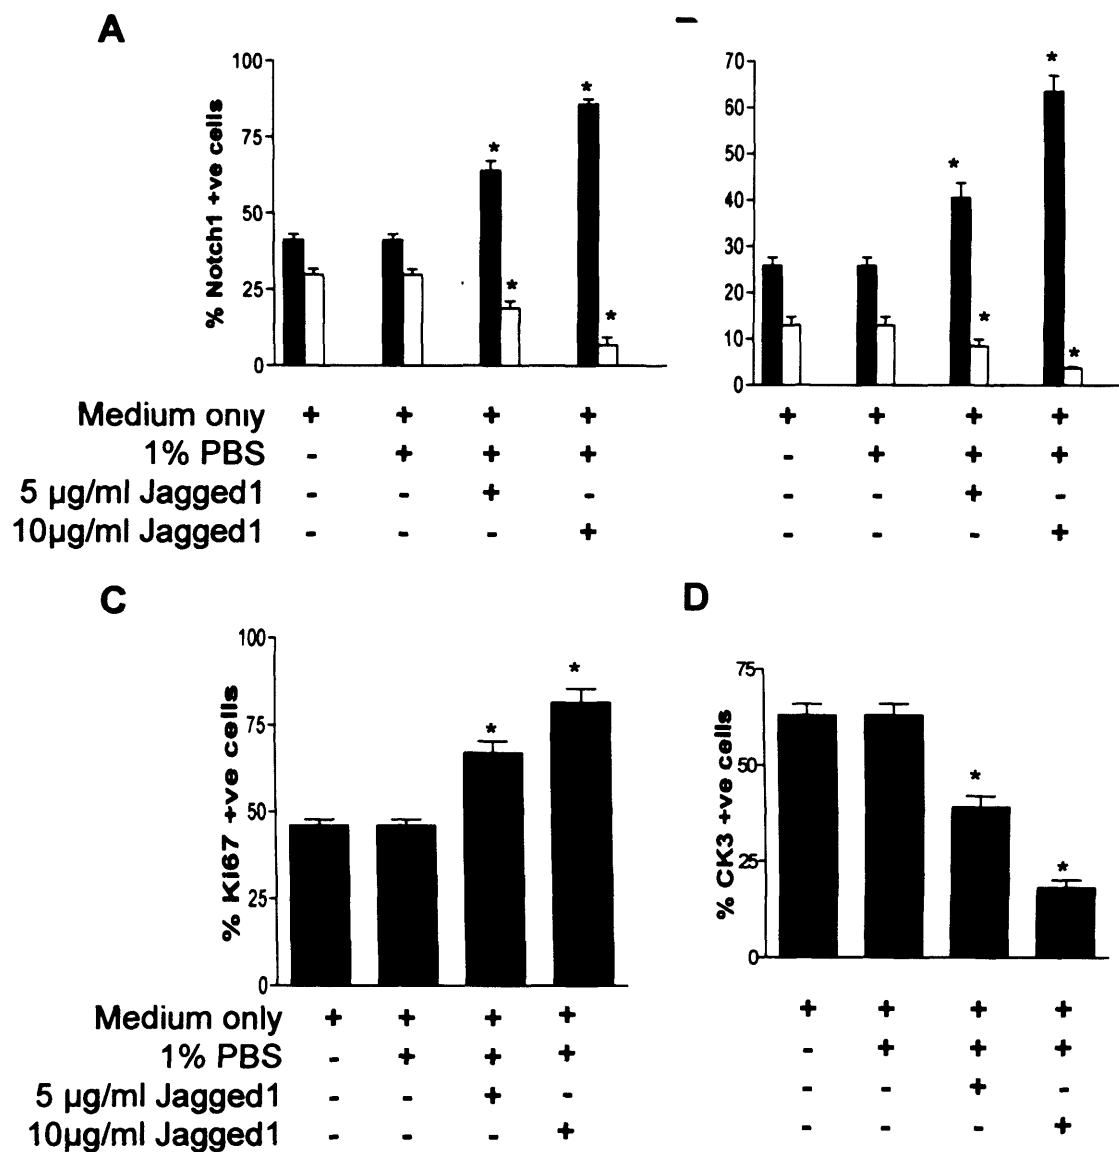 A
% Notch1 +ve cells
100
75
50
25
0
*
*
*
*
70
60
50
40
30
20
10
0
*
*
*
*
Medium only + + + + + + + +
1% PBS - + + + - + + +
5 µg/ml Jagged1 - - + - - - + -
10µg/ml Jagged1 - - - + - - - +
C
% Ki67 +ve cells
100
75
50
25
0
*
*
D
% CK3 +ve cells
75
50
25
0
*
*
Medium only + + + + + + + +
1% PBS - + + + - + + +
5 µg/ml Jagged1 - - + - - - + -
10µg/ml Jagged1 - - - + - - - +